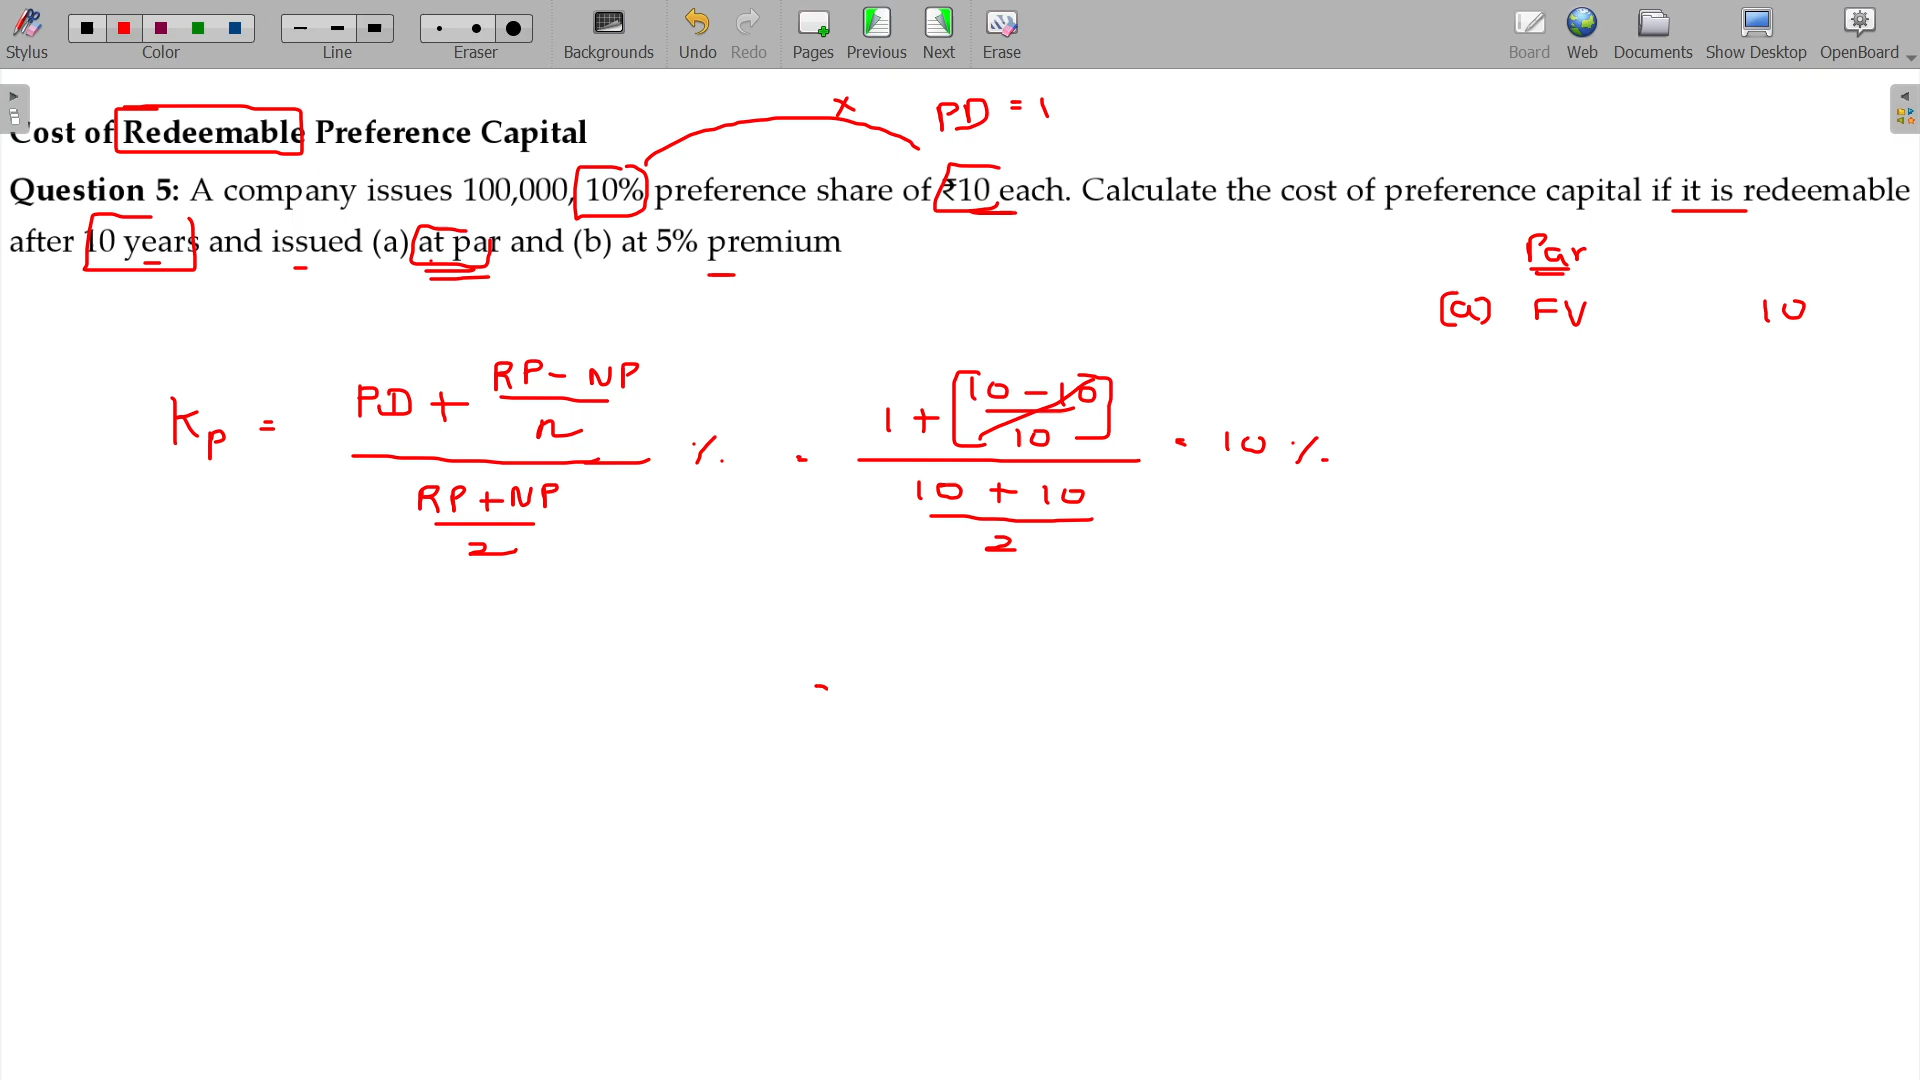 Stylus Color Line Eraser Backgrounds Undo Redo Pages Previous Next Erase Board Web Documents Show Desktop OpenBoard
Cost of Redeemable Preference Capital
x PD = 1
Question 5: A company issues 100,000, 10% preference share of ₹10 each. Calculate the cost of preference capital if it is redeemable
after 10 years and issued (a) at par and (b) at 5% premium
Par
(a) FV 10
Kp = PD + RP - NP / n % = 1 + [10 - 10 / 10] = 10 %
RP + NP / 2 10 + 10 / 2
-